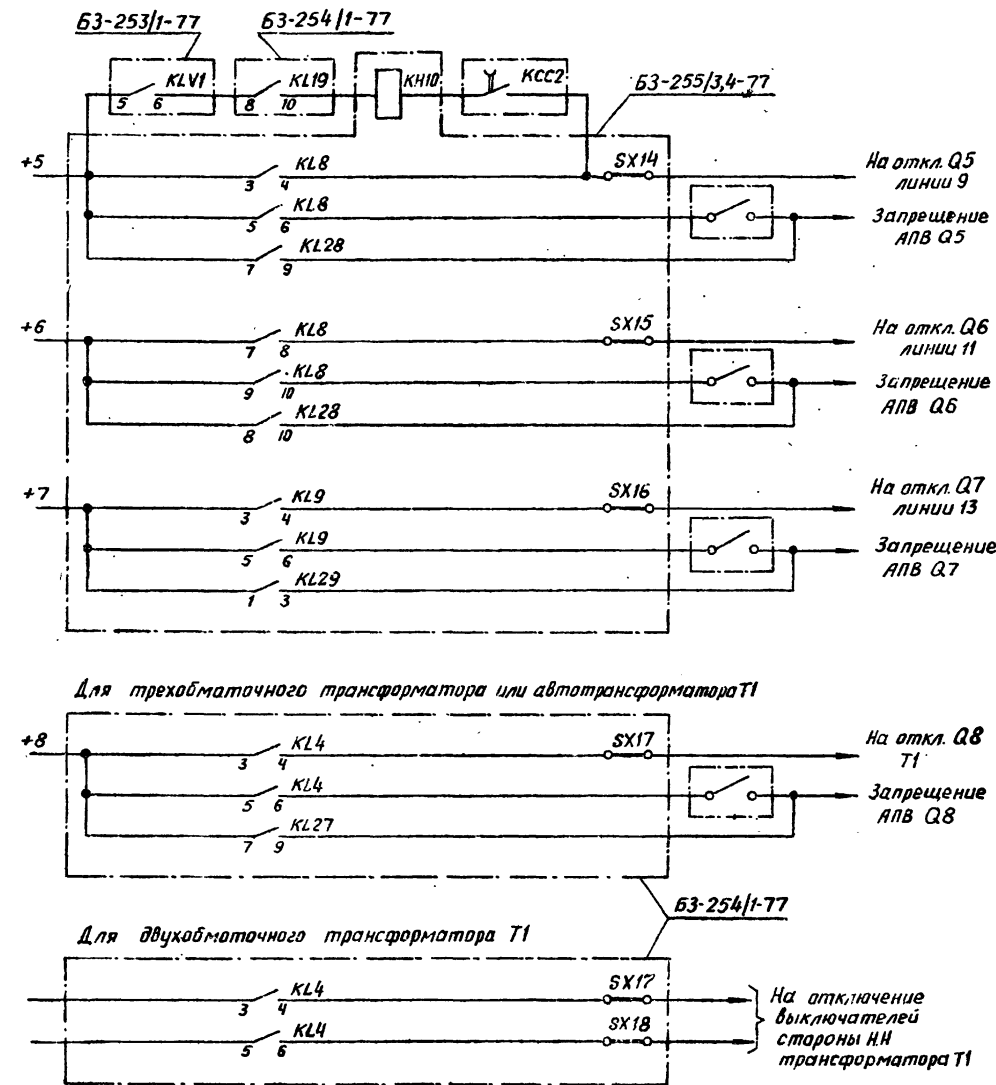 БЗ-253/1-77 БЗ-254/1-77
KLV1 KL19 KH10 KCC2
5 6 8 10
БЗ-255/3,4-77
+5 KL8 SX14 На откл. Q5
3 4 линии 9
KL8 Запрещение
5 6 АПВ Q5
KL28
7 9
+6 KL8 SX15 На откл. Q6
7 8 линии 11
KL8 Запрещение
9 10 АПВ Q6
KL28
8 10
+7 KL9 SX16 На откл. Q7
3 4 линии 13
KL9 Запрещение
5 6 АПВ Q7
KL29
1 3
Для трехобмоточного трансформатора или автотрансформатора T1
+8 KL4 SX17 На откл. Q8
3 4 T1
KL4 Запрещение
5 6 АПВ Q8
KL27
7 9
БЗ-254/1-77
Для двухобмоточного трансформатора T1
KL4 SX17 На отключение
3 4 выключателей
KL4 SX18 стороны Н.Н
5 6 трансформатора T1